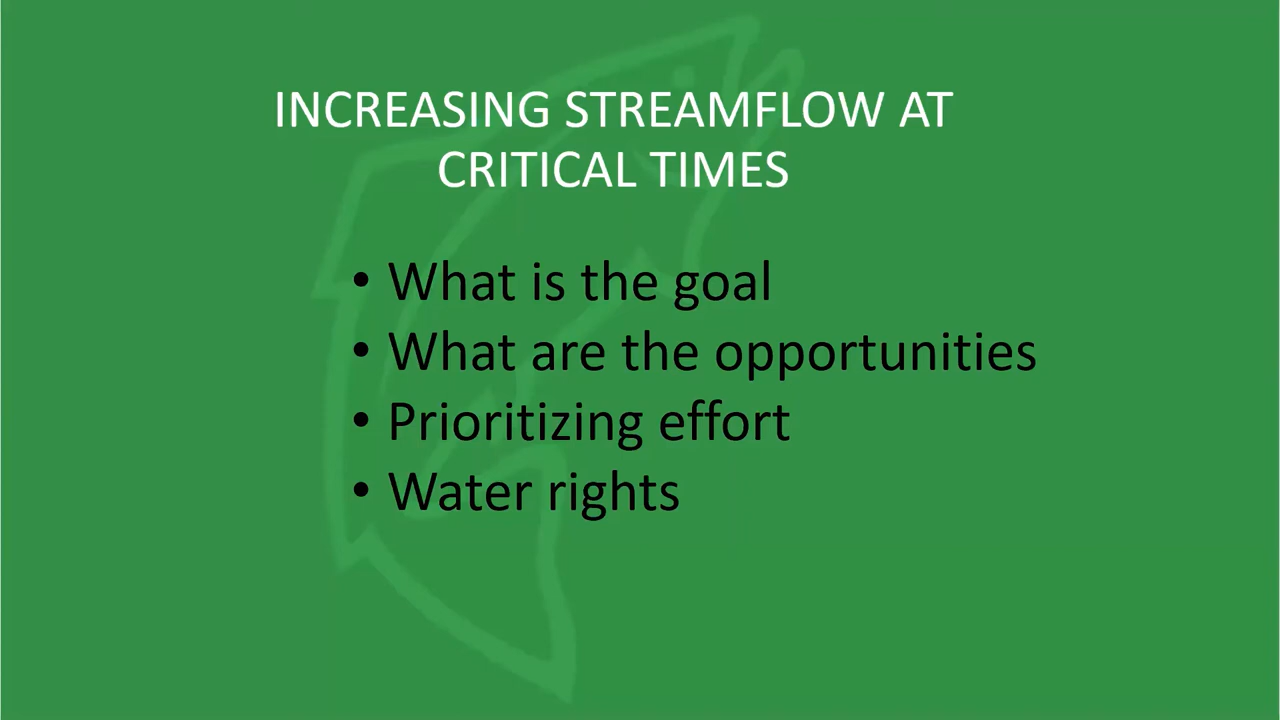 INCREASING STREAMFLOW AT
CRITICAL TIMES
• What is the goal
• What are the opportunities
• Prioritizing effort
• Water rights